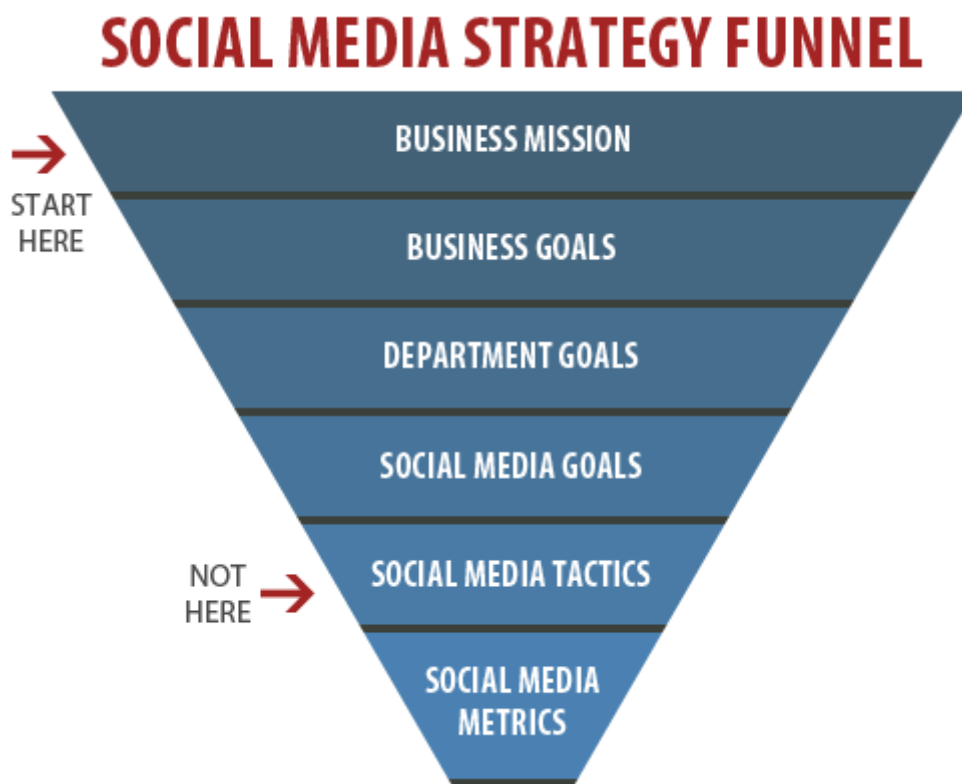 SOCIAL MEDIA STRATEGY FUNNEL
BUSINESS MISSION
START
HERE
BUSINESS GOALS
DEPARTMENT GOALS
SOCIAL MEDIA GOALS
NOT
HERE
SOCIAL MEDIA TACTICS
SOCIAL MEDIA
METRICS